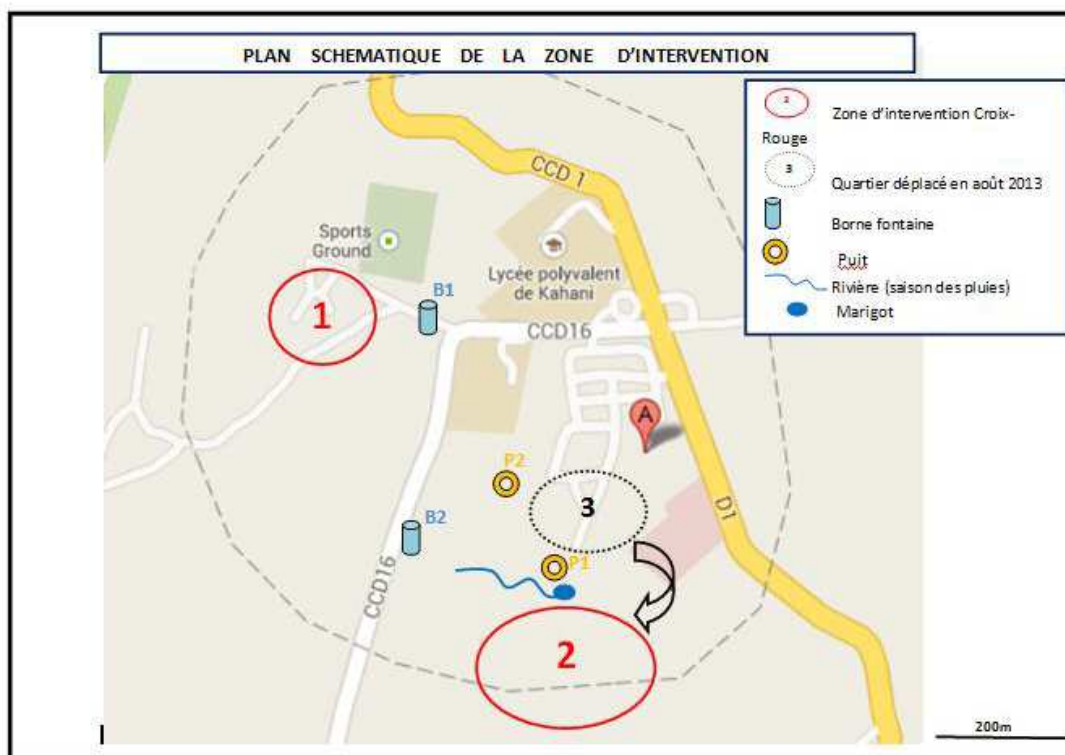 PLAN SCHEMATIQUE DE LA ZONE D'INTERVENTION
2
Zone d'intervention Croix-
Rouge
3
Quartier déplacé en août 2013
Borne fontaine
Puit
Rivière (saison des pluies)
Marigot
CCD 1
Sports
Ground
Lycée polyvalent
de Kahani
B1
1
CCD16
A
P2
3
B2
D1
P1
CCD16
2
200m